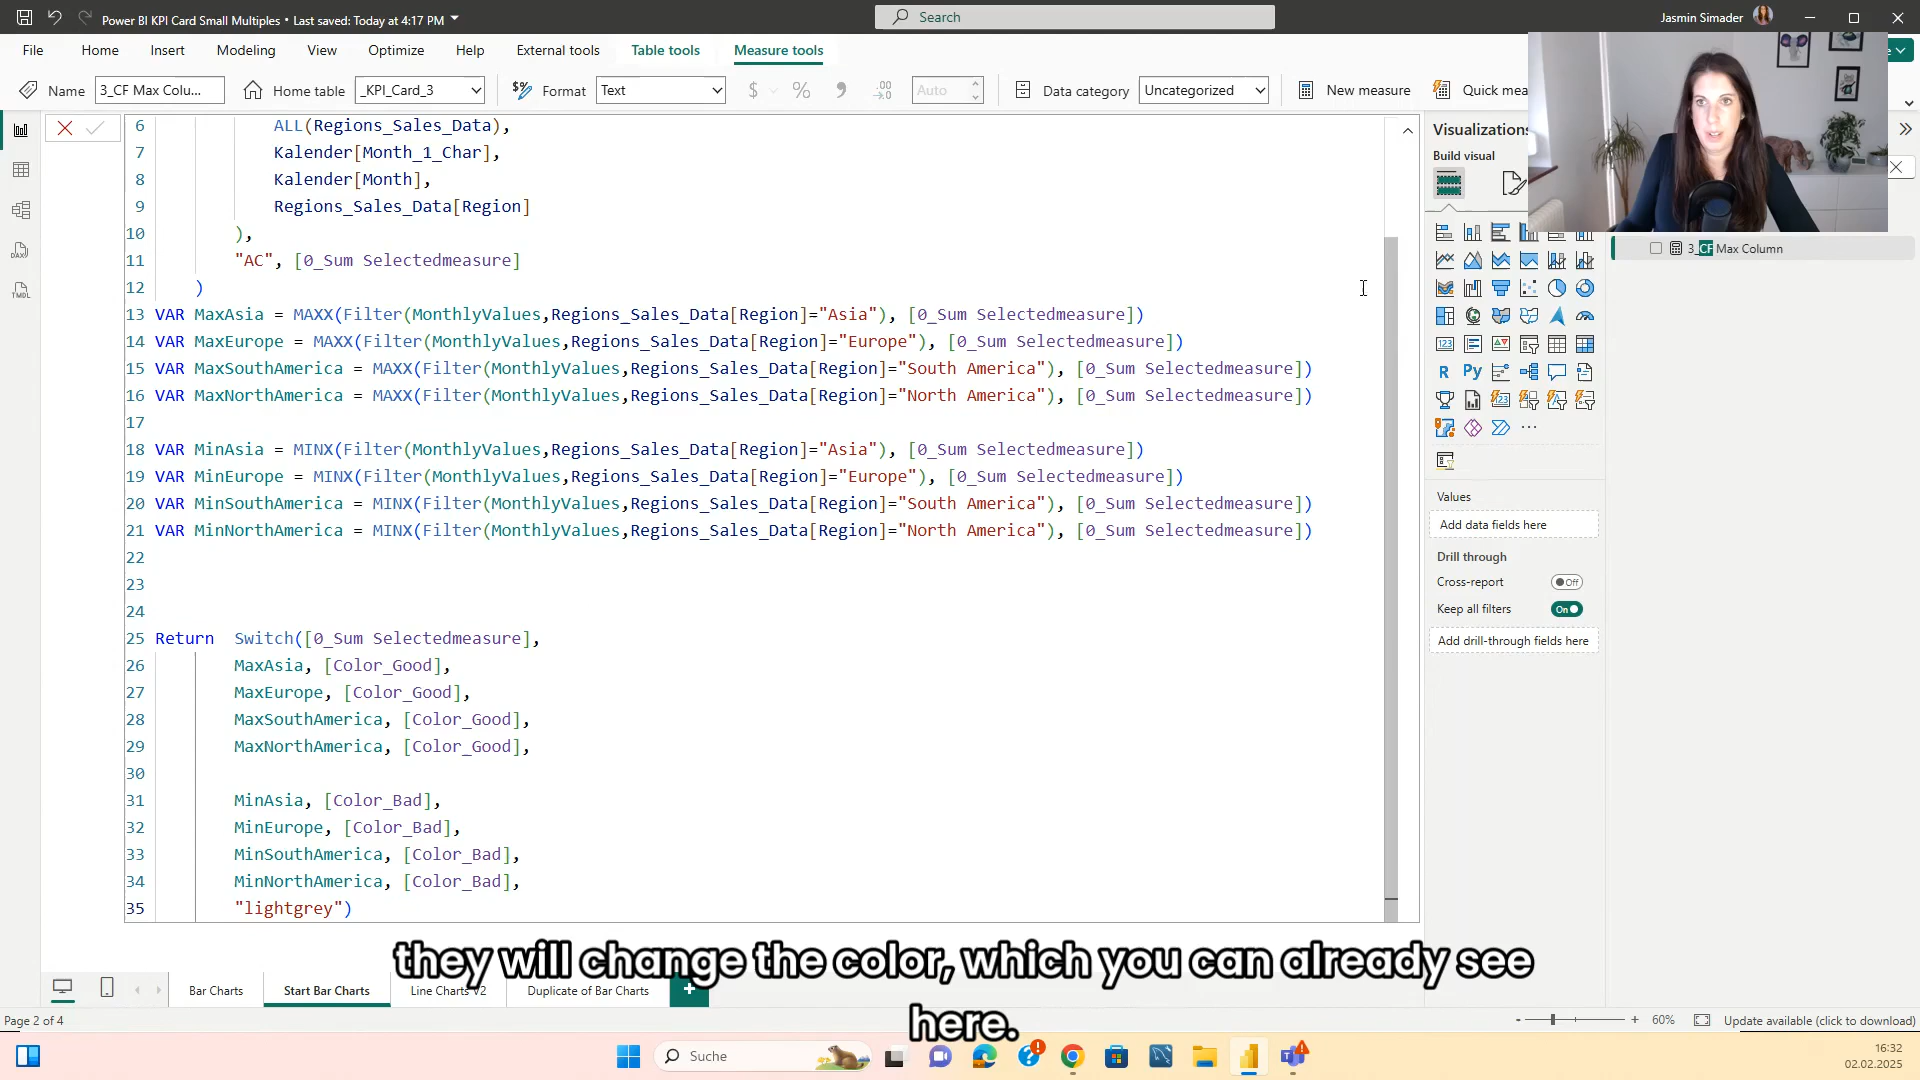 Power BI KPI Card Small Multiples • Last saved: Today at 4:17 PM
Search
Jasmin Simader
File
Home
Insert
Modeling
View
Optimize
Help
External tools
Table tools
Measure tools
Name
3_CF Max Colu...
Home table
_KPI_Card_3
Format
Text
$
%
Auto
Data category
Uncategorized
New measure
Quick mea
6 ALL(Regions_Sales_Data),
7 Kalender[Month_1_Char],
8 Kalender[Month],
9 Regions_Sales_Data[Region]
10 ),
11 "AC", [0_Sum Selectedmeasure]
12 )
13 VAR MaxAsia = MAXX(Filter(MonthlyValues,Regions_Sales_Data[Region]="Asia"), [0_Sum Selectedmeasure])
14 VAR MaxEurope = MAXX(Filter(MonthlyValues,Regions_Sales_Data[Region]="Europe"), [0_Sum Selectedmeasure])
15 VAR MaxSouthAmerica = MAXX(Filter(MonthlyValues,Regions_Sales_Data[Region]="South America"), [0_Sum Selectedmeasure])
16 VAR MaxNorthAmerica = MAXX(Filter(MonthlyValues,Regions_Sales_Data[Region]="North America"), [0_Sum Selectedmeasure])
17
18 VAR MinAsia = MINX(Filter(MonthlyValues,Regions_Sales_Data[Region]="Asia"), [0_Sum Selectedmeasure])
19 VAR MinEurope = MINX(Filter(MonthlyValues,Regions_Sales_Data[Region]="Europe"), [0_Sum Selectedmeasure])
20 VAR MinSouthAmerica = MINX(Filter(MonthlyValues,Regions_Sales_Data[Region]="South America"), [0_Sum Selectedmeasure])
21 VAR MinNorthAmerica = MINX(Filter(MonthlyValues,Regions_Sales_Data[Region]="North America"), [0_Sum Selectedmeasure])
22
23
24
25 Return Switch([0_Sum Selectedmeasure],
26 MaxAsia, [Color_Good],
27 MaxEurope, [Color_Good],
28 MaxSouthAmerica, [Color_Good],
29 MaxNorthAmerica, [Color_Good],
30
31 MinAsia, [Color_Bad],
32 MinEurope, [Color_Bad],
33 MinSouthAmerica, [Color_Bad],
34 MinNorthAmerica, [Color_Bad],
35 "lightgrey")
Visualizations
Build visual
R
Py
123
Values
Add data fields here
Drill through
Cross-report
Off
Keep all filters
On
Add drill-through fields here
3_CF Max Column
they will change the color, which you can already see
here.
Bar Charts
Start Bar Charts
Line Charts V2
Duplicate of Bar Charts
+
Page 2 of 4
- + 60%
Update available (click to download)
Suche
16:32
02.02.2025